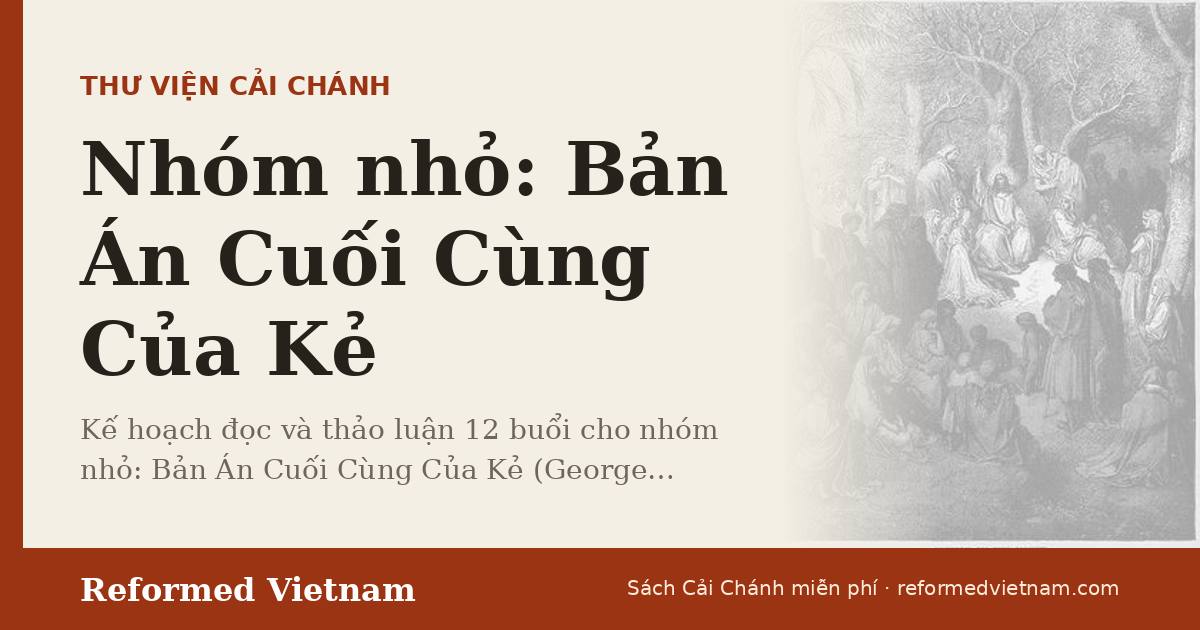 THƯ VIỆN CẢI CHÁNH
Nhóm nhỏ: Bản
Án Cuối Cùng
Của Kẻ
Kế hoạch đọc và thảo luận 12 buổi cho nhóm
nhỏ: Bản Án Cuối Cùng Của Kẻ (George...
Reformed Vietnam
Sách Cải Chánh miễn phí · reformedvietnam.com